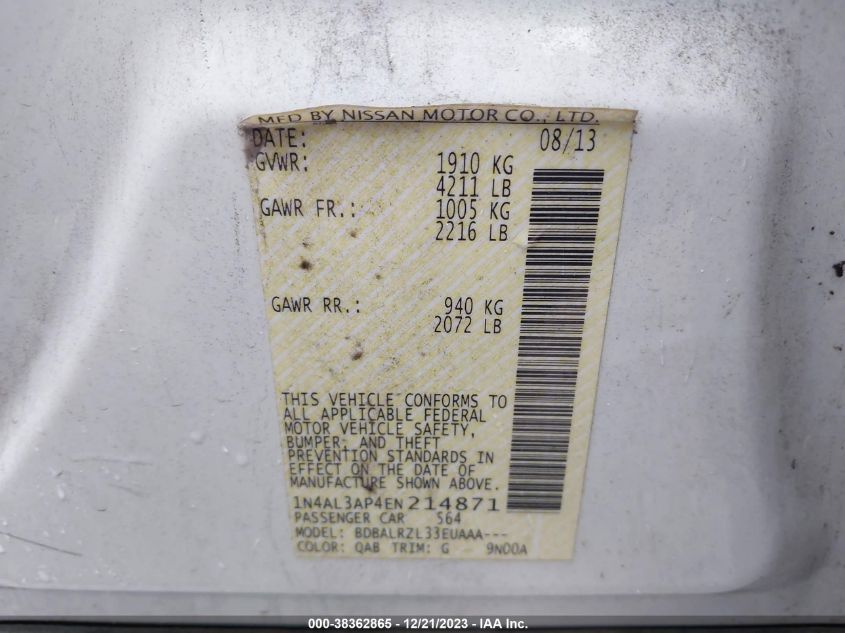 MFD BY NISSAN MOTOR CO., LTD.
DATE: 08/13
GVWR: 1910 KG
4211 LB
GAWR FR.: 1005 KG
2216 LB
GAWR RR.: 940 KG
2072 LB
THIS VEHICLE CONFORMS TO
ALL APPLICABLE FEDERAL
MOTOR VEHICLE SAFETY,
BUMPER, AND THEFT
PREVENTION STANDARDS IN
EFFECT ON THE DATE OF
MANUFACTURE SHOWN ABOVE.
1N4AL3AP4EN214871
PASSENGER CAR 564
MODEL: BDBALRZL33EUAAA---
COLOR: QAB TRIM: G 9N00A
000-38362865 - 12/21/2023 - IAA Inc.